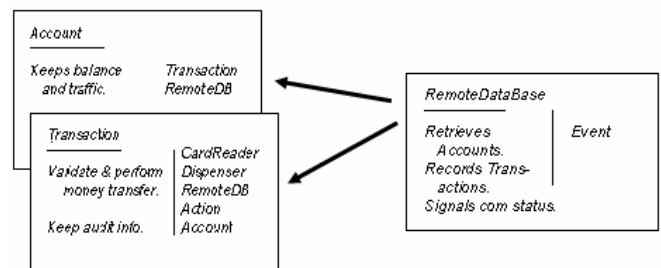 Account
Keeps balance and traffic.
Transaction
RemoteDB
Transaction
Validate & perform money transfer.
Keep audit info.
CardReader
Dispenser
RemoteDB
Action
Account
RemoteDataBase
Retrieves Accounts.
Records Trans-
actions.
Signals com status.
Event